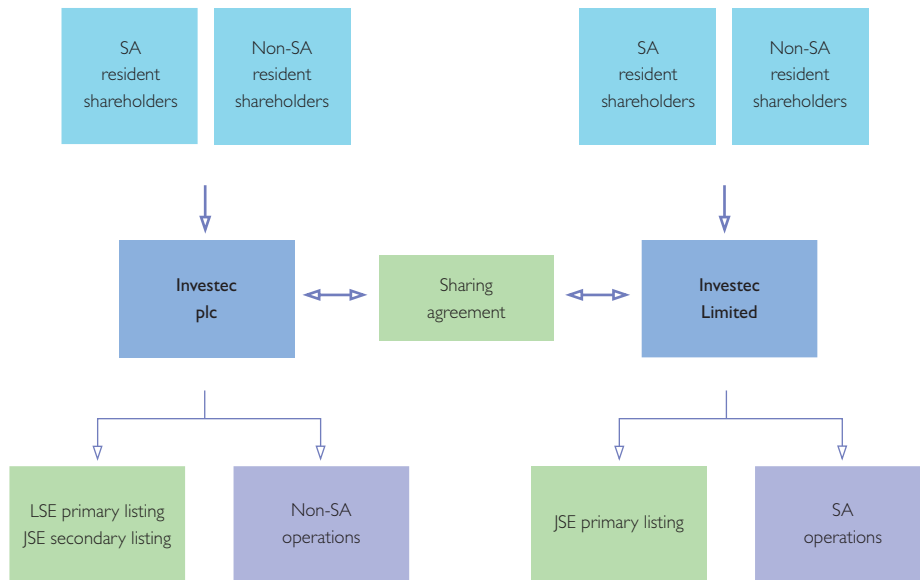 SA
resident
shareholders
Non-SA
resident
shareholders
SA
resident
shareholders
Non-SA
resident
shareholders
Investec
plc
Sharing
agreement
Investec
Limited
LSE primary listing
JSE secondary listing
Non-SA
operations
JSE primary listing
SA
operations